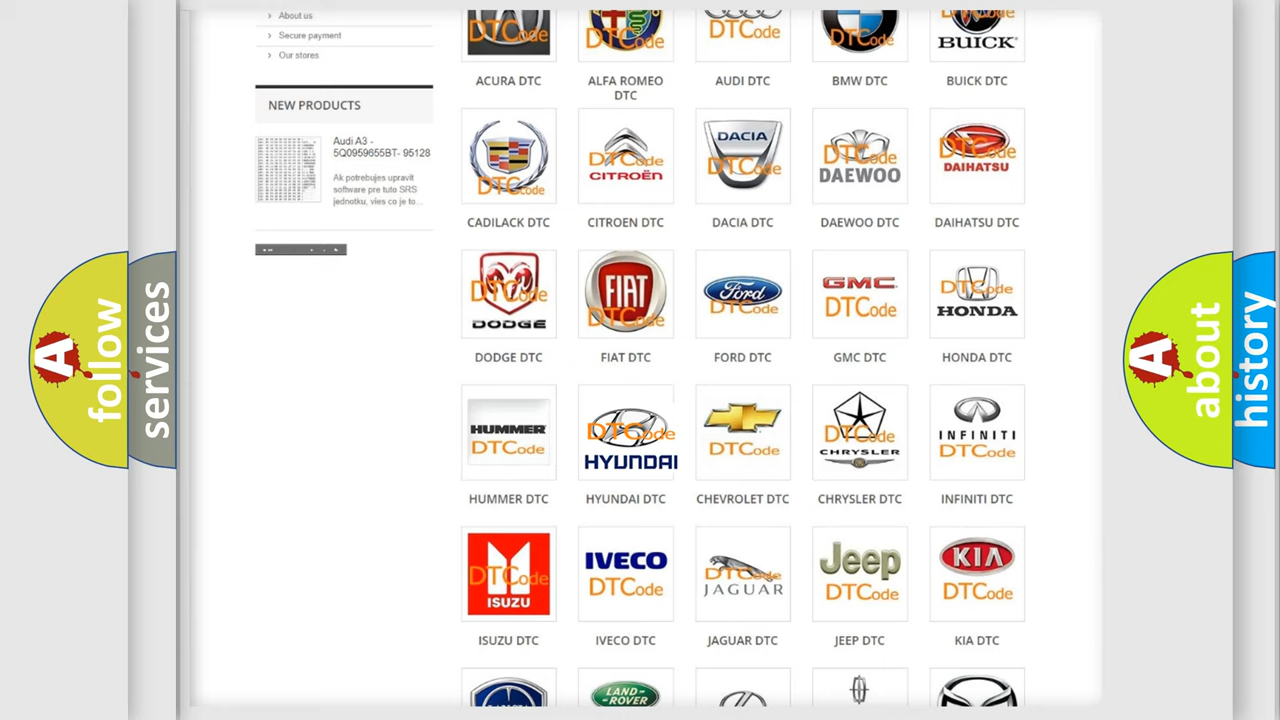 About us
Secure payment
Our stores
NEW PRODUCTS
Audi A3 -
5Q0959655BT- 95128
Ak potrebujes upravit
software pre tuto SRS
jednotku, vies co je to...
DTCode
DTCode
DTCode
DTCode
BUICK
ACURA DTC
ALFA ROMEO
DTC
AUDI DTC
BMW DTC
BUICK DTC
DTCode
DTCode
CITROËN
DACIA
DTCode
DTCode
DAEWOO
DTCode
DAIHATSU
CADILACK DTC
CITROEN DTC
DACIA DTC
DAEWOO DTC
DAIHATSU DTC
DTCode
DODGE
FIAT
DTCode
Ford
DTCode
GMC
DTCode
DTCode
HONDA
DODGE DTC
FIAT DTC
FORD DTC
GMC DTC
HONDA DTC
HUMMER
DTCode
DTCode
HYUNDAI
DTCode
DTCode
CHRYSLER
INFINITI
DTCode
HUMMER DTC
HYUNDAI DTC
CHEVROLET DTC
CHRYSLER DTC
INFINITI DTC
DTCode
ISUZU
IVECO
DTCode
DTCode
JAGUAR
Jeep
DTCode
KIA
DTCode
ISUZU DTC
IVECO DTC
JAGUAR DTC
JEEP DTC
KIA DTC
LAND-
ROVER
A
follow
services
A
about
history